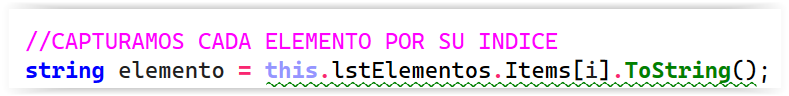 //CAPTURAMOS CADA ELEMENTO POR SU INDICE
string elemento = this.lstElementos.Items[i].ToString();